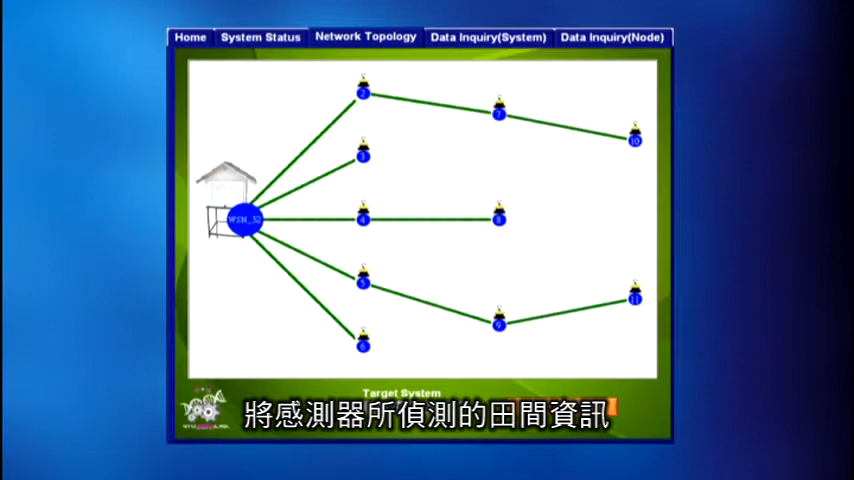 Home System Status Network Topology Data Inquiry(System) Data Inquiry(Node)
2
7
10
3
WSN_32
4
8
5
11
9
6
Target System
將感測器所偵測的田間資訊